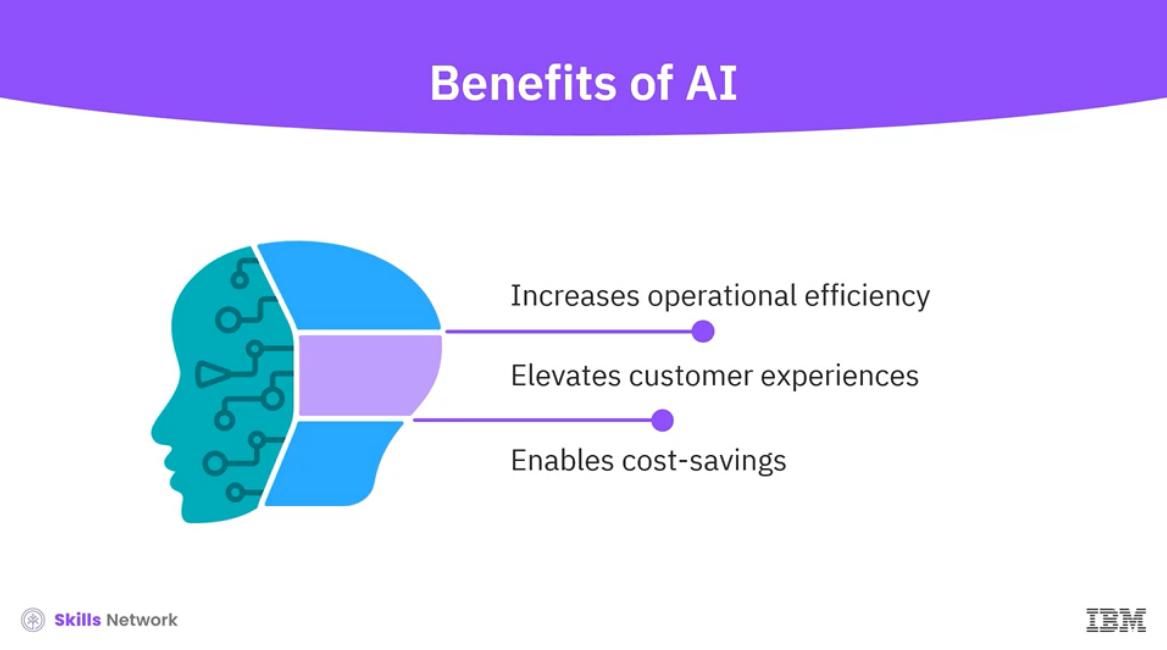 Benefits of AI
Increases operational efficiency
Elevates customer experiences
Enables cost-savings
Skills Network
IBM